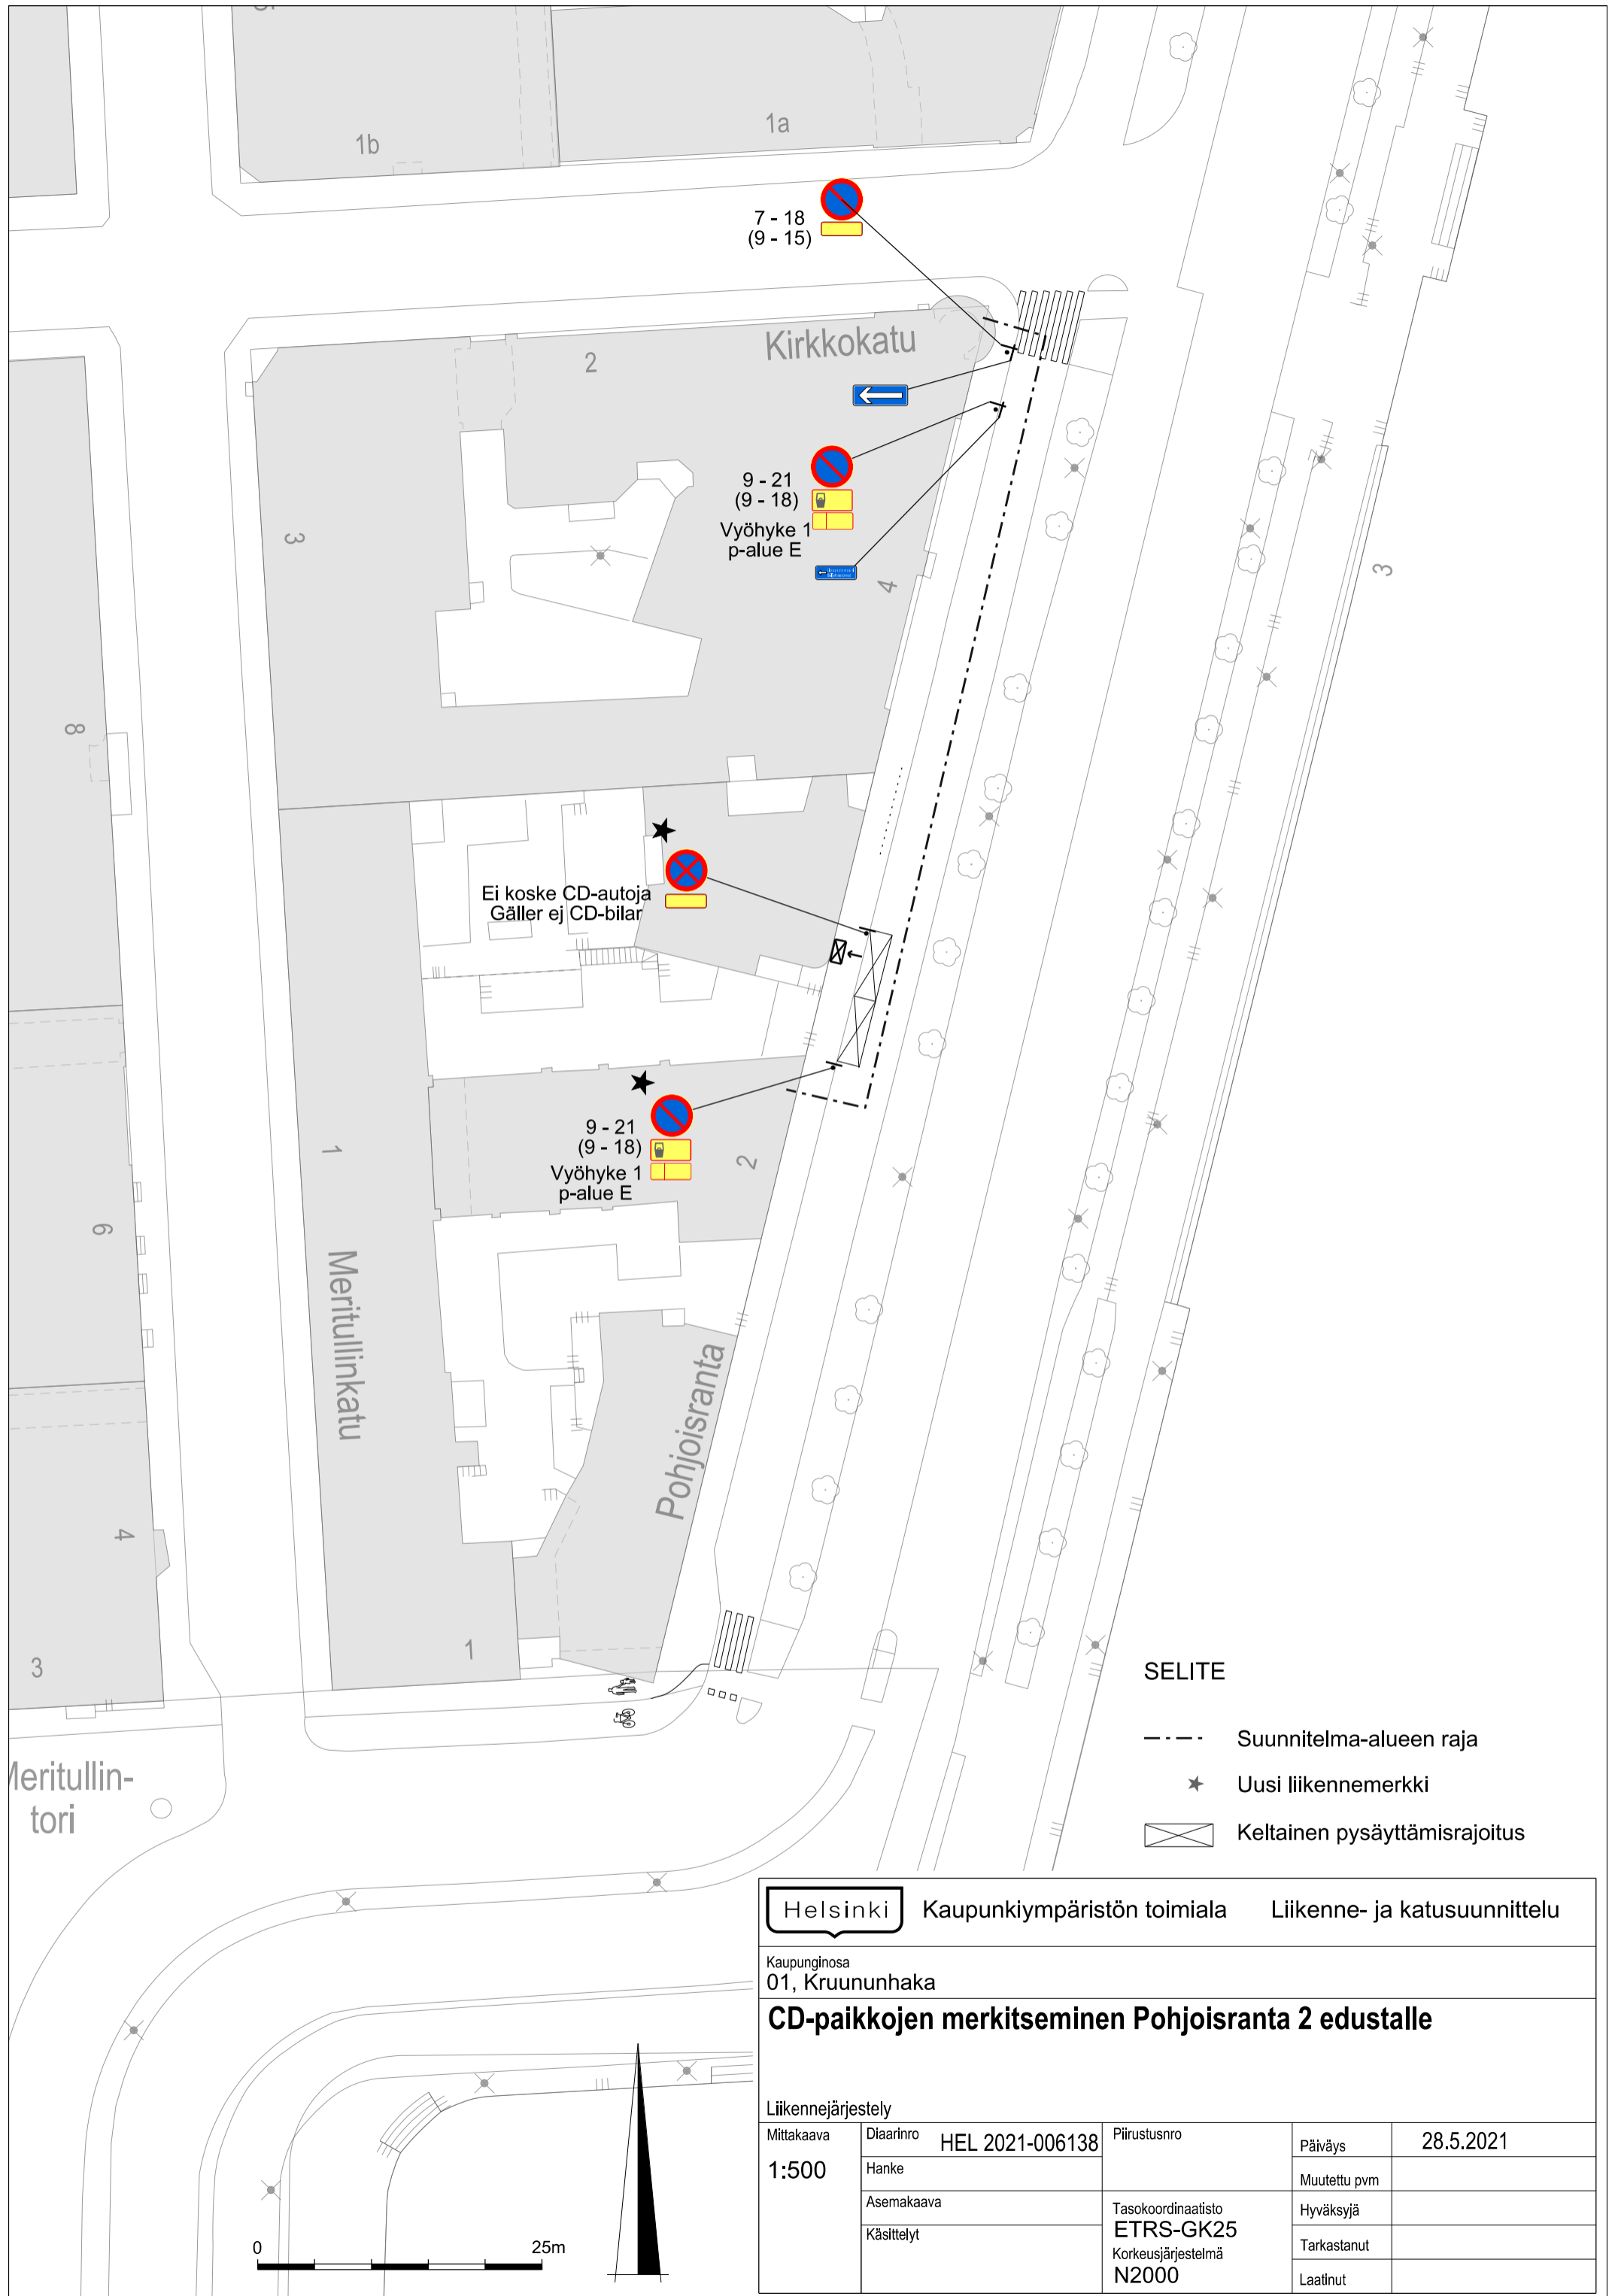 1b
1a
7 - 18
(9 - 15)
Kirkkokatu
2
3
9 - 21
(9 - 18)
Vyöhyke 1
p-alue E
4
3
8
Ei koske CD-autoja
Gäller ej CD-bilar
9 - 21
(9 - 18)
Vyöhyke 1
p-alue E
2
1
6
Meritullinkatu
Pohjoisranta
4
1
3
Meritullin-
tori
SELITE
Suunnitelma-alueen raja
Uusi liikennemerkki
Keltainen pysäyttämisrajoitus
Helsinki Kaupunkiympäristön toimiala Liikenne- ja katusuunnittelu
Kaupunginosa
01, Kruununhaka
CD-paikkojen merkitseminen Pohjoisranta 2 edustalle
Liikennejärjestely
Mittakaava
1:500
Diaarinro HEL 2021-006138
Hanke
Asemakaava
Käsittelyt
Piirustusnro
Tasokoordinaatisto
ETRS-GK25
Korkeusjärjestelmä
N2000
Päiväys 28.5.2021
Muutettu pvm
Hyväksyjä
Tarkastanut
Laatinut
0 25m